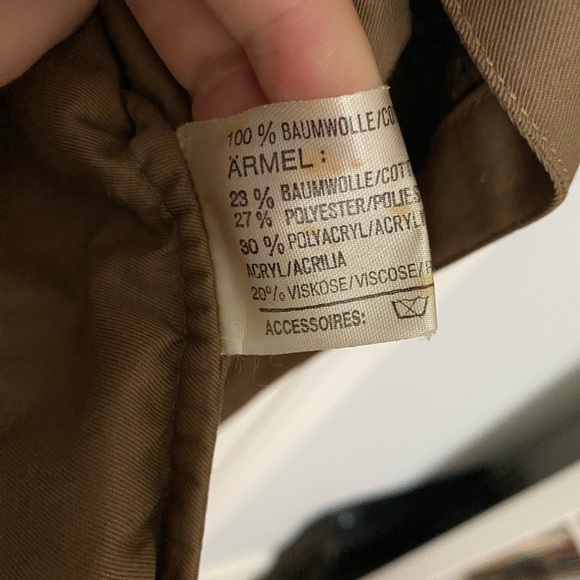 100 % BAUMWOLLE/CO
ÄRMEL :
23 % BAUMWOLLE/COTT
27 % POLYESTER/POLIES
30 % POLYACRYL/ACRYL
ACRYL/ACRILIA
20% VISKOSE/VISCOSE/
ACCESSOIRES: